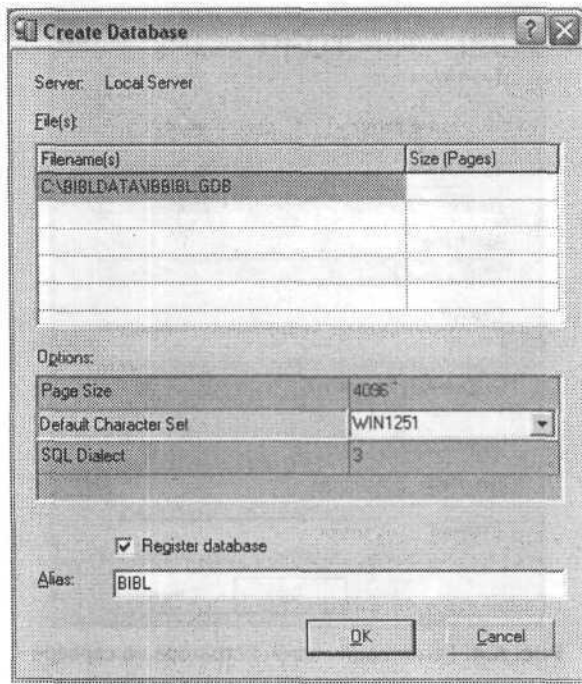 Create Database
Server: Local Server
File(s):
Filename(s) Size (Pages)
C:\BIBLDATA\IBBIBL.GDB
Options:
Page Size 4096
Default Character Set WIN1251
SQL Dialect 3
Register database
Alias: BIBL
OK Cancel